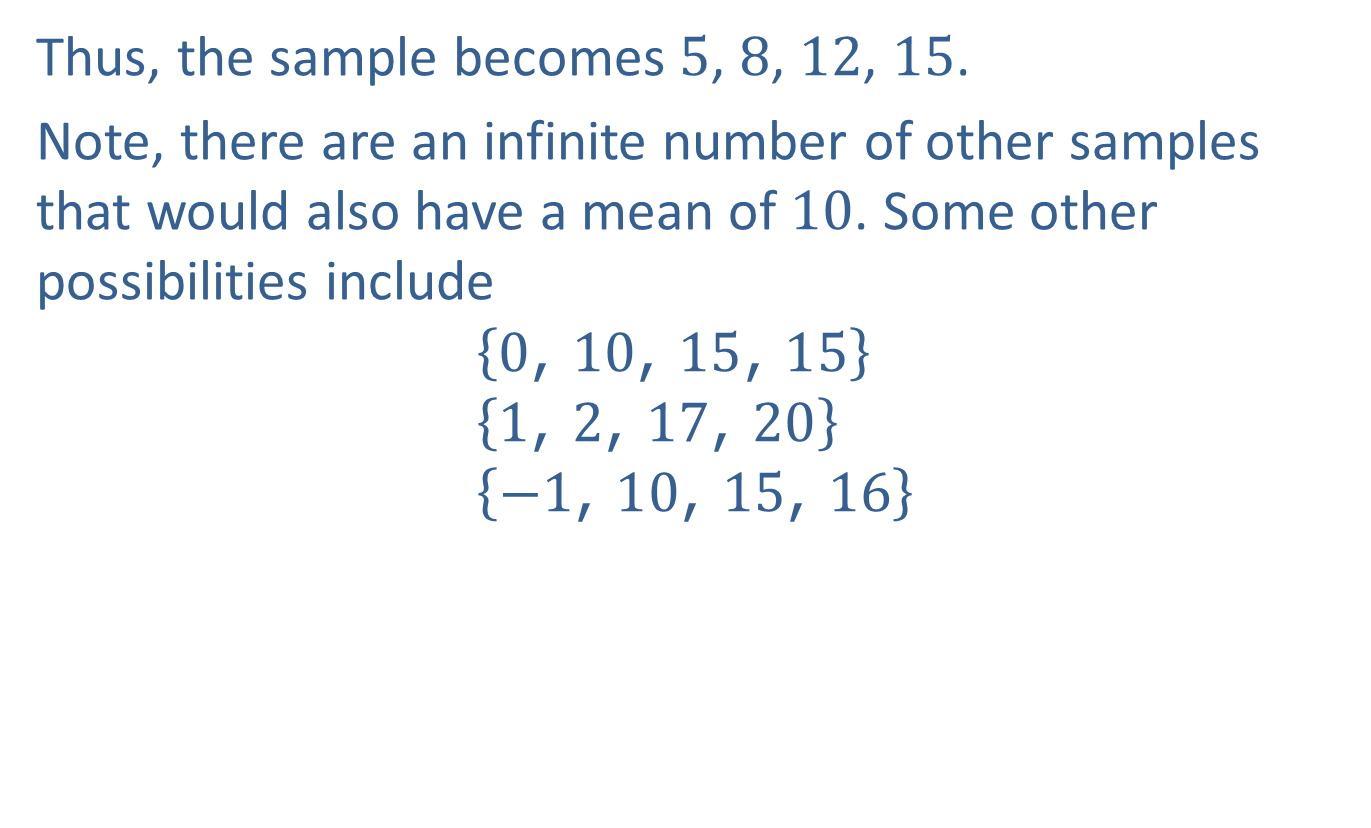 Thus, the sample becomes 5, 8, 12, 15.
Note, there are an infinite number of other samples
that would also have a mean of 10. Some other
possibilities include
{0, 10, 15, 15}
{1, 2, 17, 20}
{−1, 10, 15, 16}